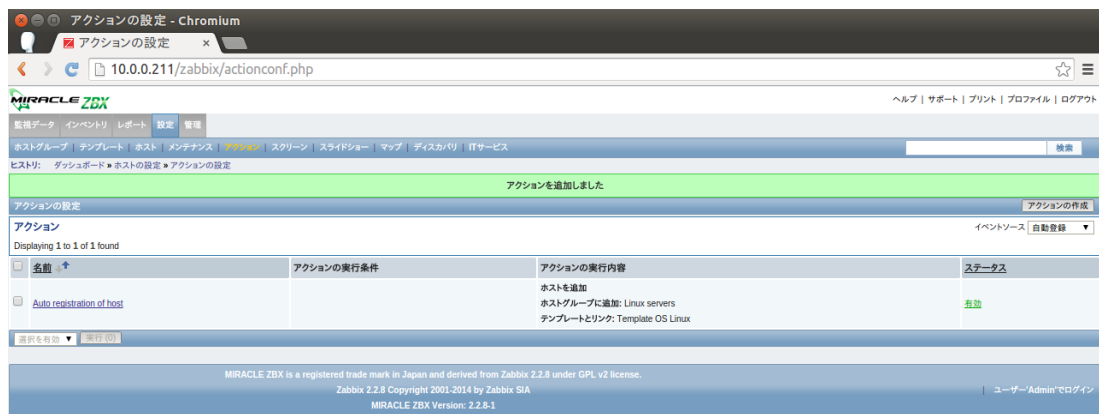 アクションの設定 - Chromium
アクションの設定 ×
10.0.0.211/zabbix/actionconf.php
MIRACLE ZBX
ヘルプ | サポート | プリント | プロファイル | ログアウト
監視データ インベントリ レポート 設定 管理
ホストグループ | テンプレート | ホスト | メンテナンス | アクション | スクリーン | スライドショー | マップ | ディスカバリ | ITサービス 検索
ヒストリ: ダッシュボード » ホストの設定 » アクションの設定
アクションを追加しました
アクションの設定 アクションの作成
アクション イベントソース 自動登録
Displaying 1 to 1 of 1 found
名前 アクションの実行条件 アクションの実行内容 ステータス
ホストを追加
Auto registration of host ホストグループに追加: Linux servers 有効
テンプレートとリンク: Template OS Linux
選択を有効 実行 (0)
MIRACLE ZBX is a registered trade mark in Japan and derived from Zabbix 2.2.8 under GPL v2 license.
Zabbix 2.2.8 Copyright 2001-2014 by Zabbix SIA | ユーザー'Admin'でログイン
MIRACLE ZBX Version: 2.2.8-1